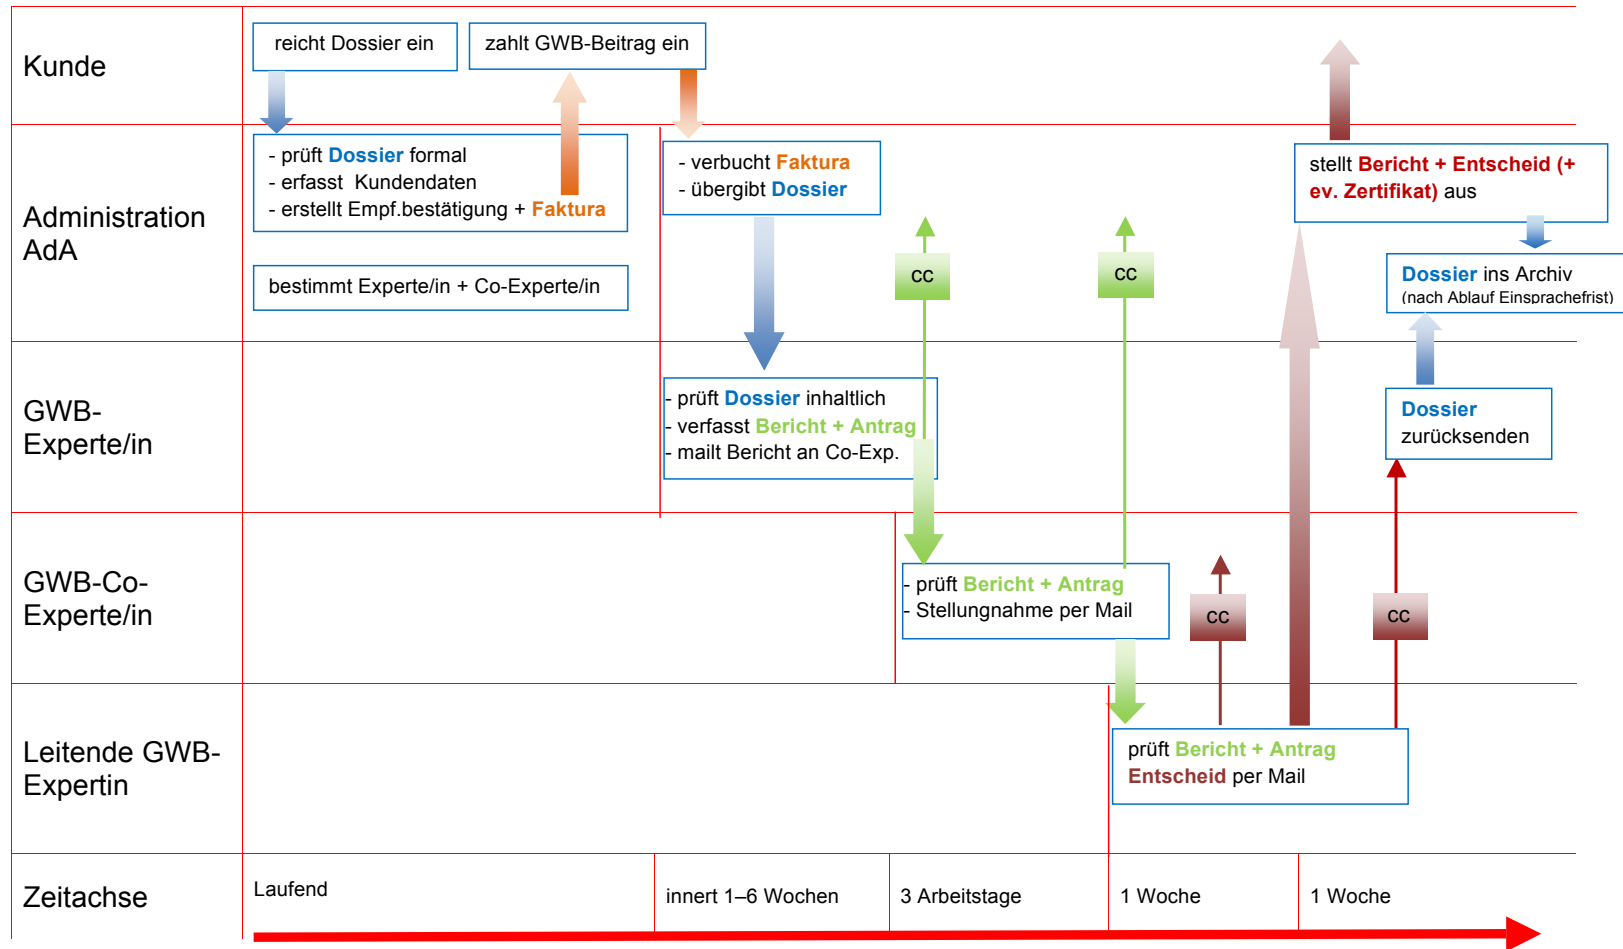 Kunde
reicht Dossier ein
zahlt GWB-Beitrag ein
Administration
AdA
- prüft Dossier formal
- erfasst Kundendaten
- erstellt Empf.bestätigung + Faktura
bestimmt Experte/in + Co-Experte/in
- verbucht Faktura
- übergibt Dossier
cc
cc
stellt Bericht + Entscheid (+
ev. Zertifikat) aus
Dossier ins Archiv
(nach Ablauf Einsprachefrist)
GWB-
Experte/in
- prüft Dossier inhaltlich
- verfasst Bericht + Antrag
- mailt Bericht an Co-Exp.
Dossier
zurücksenden
GWB-Co-
Experte/in
- prüft Bericht + Antrag
- Stellungnahme per Mail
cc
cc
Leitende GWB-
Expertin
prüft Bericht + Antrag
Entscheid per Mail
Zeitachse
Laufend
innert 1–6 Wochen
3 Arbeitstage
1 Woche
1 Woche